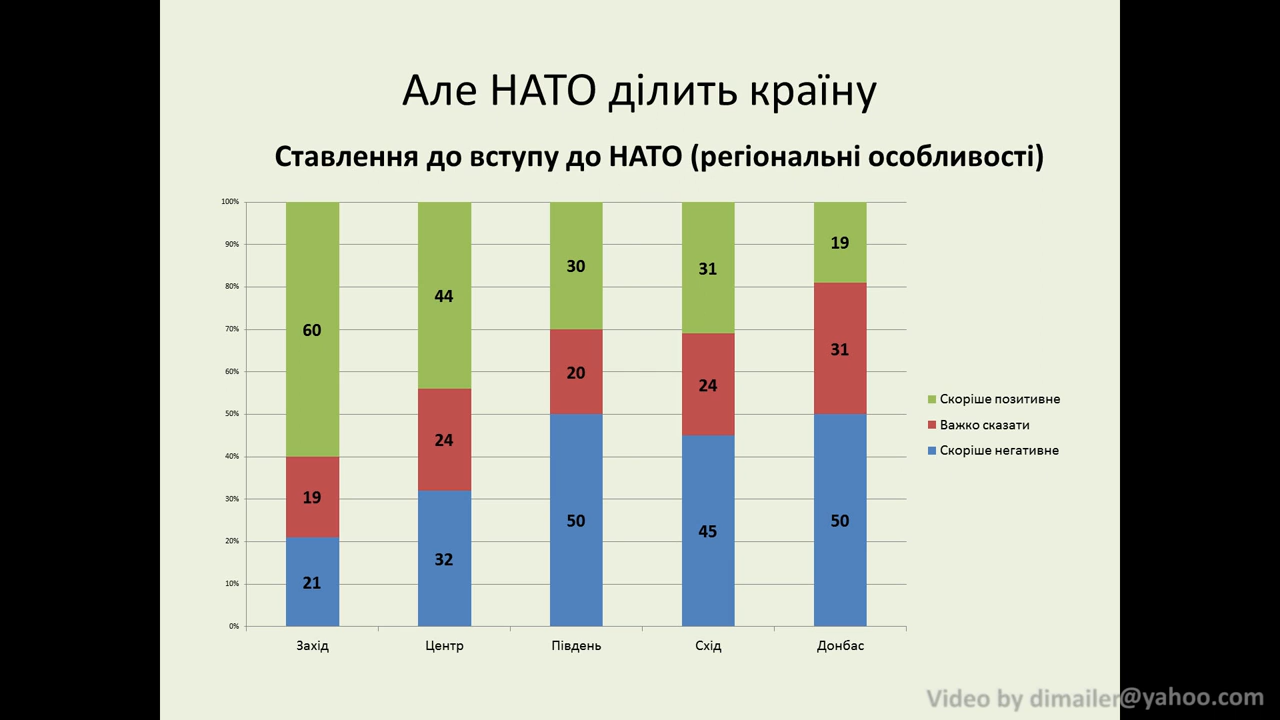 Але НАТО ділить країну
Ставлення до вступу до НАТО (регіональні особливості)
100%
90%
80%
70%
60%
50%
40%
30%
20%
10%
0%
60
19
21
44
24
32
30
20
50
31
24
45
19
31
50
Захід
Центр
Південь
Схід
Донбас
Скоріше позитивне
Важко сказати
Скоріше негативне
Video by dimailer@yahoo.com